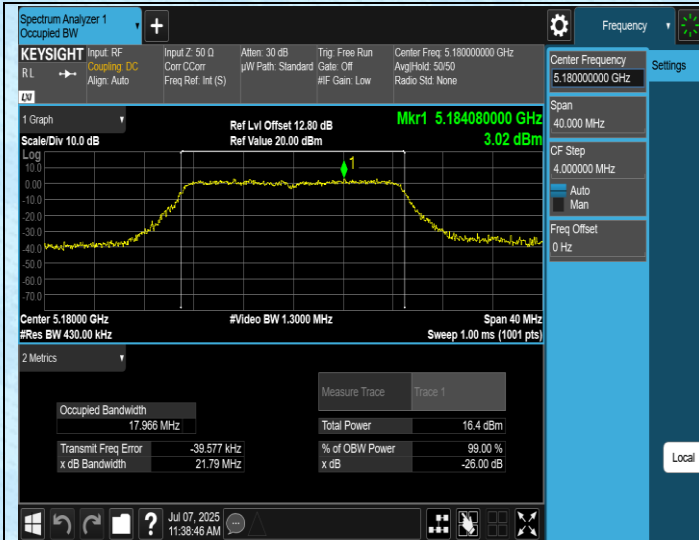 Spectrum Analyzer 1
Occupied BW
+
Frequency
KEYSIGHT
RL
LXI
Input: RF
Coupling: DC
Align: Auto
Input Z: 50 Ω
Corr CCorr
Freq Ref: Int (S)
Atten: 30 dB
µW Path: Standard
Trig: Free Run
Gate: Off
#IF Gain: Low
Center Freq: 5.180000000 GHz
Avg|Hold: 50/50
Radio Std: None
1 Graph
Scale/Div 10.0 dB
Ref Lvl Offset 12.80 dB
Ref Value 20.00 dBm
Mkr1 5.184080000 GHz
3.02 dBm
Log
10.0
0.00
-10.0
-20.0
-30.0
-40.0
-50.0
-60.0
-70.0
1
Center 5.18000 GHz
#Res BW 430.00 kHz
#Video BW 1.3000 MHz
Span 40 MHz
Sweep 1.00 ms (1001 pts)
2 Metrics
Measure Trace Trace 1
Occupied Bandwidth
17.966 MHz
Total Power 16.4 dBm
Transmit Freq Error -39.577 kHz
% of OBW Power 99.00 %
x dB Bandwidth 21.79 MHz
x dB -26.00 dB
Center Frequency
5.180000000 GHz
Settings
Span
40.000 MHz
CF Step
4.000000 MHz
Auto
Man
Freq Offset
0 Hz
Local
?
Jul 07, 2025
11:38:46 AM